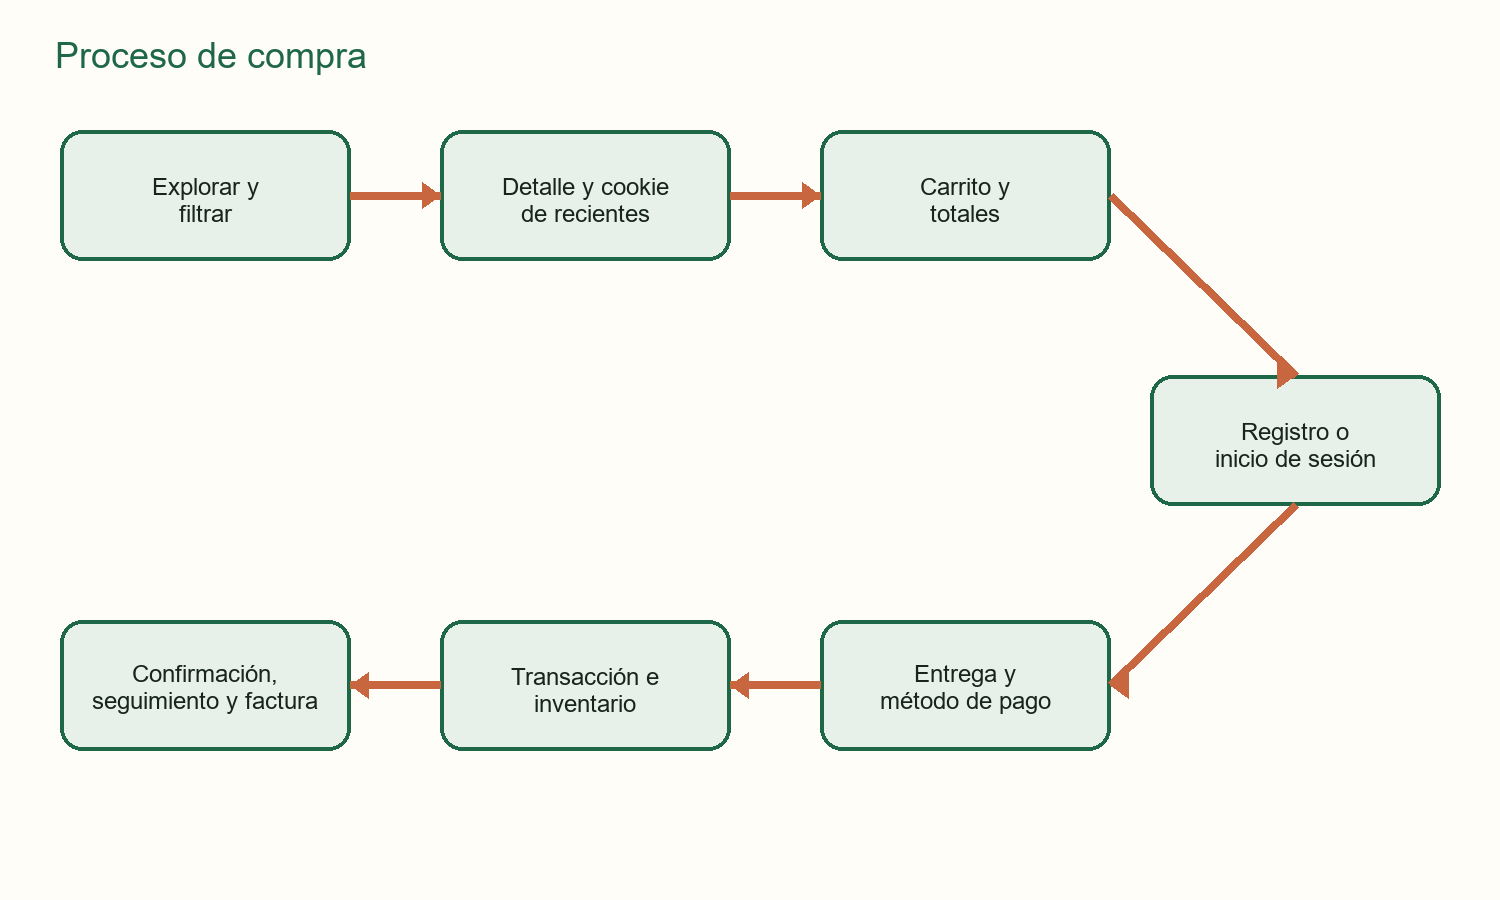 Proceso de compra
Explorar y
filtrar
Detalle y cookie
de recientes
Carrito y
totales
Registro o
inicio de sesión
Entrega y
método de pago
Transacción e
inventario
Confirmación,
seguimiento y factura